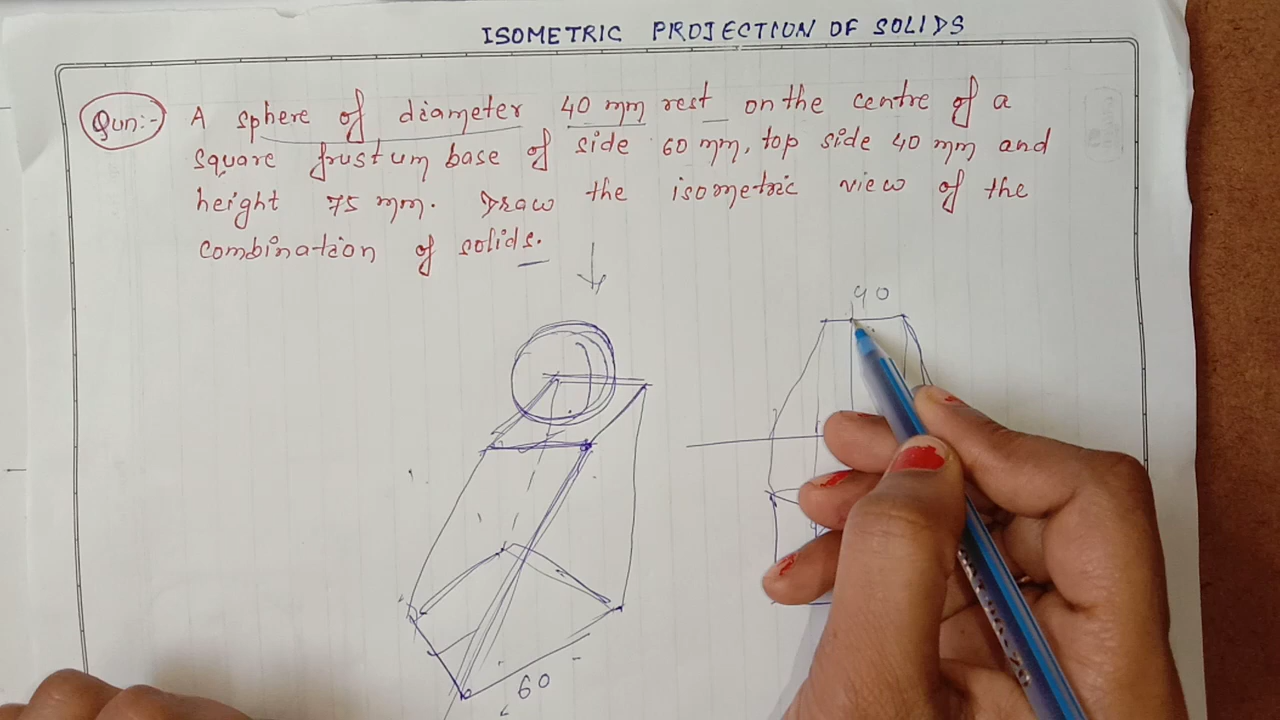 ISOMETRIC PROJECTION OF SOLIDS
Qun:- A sphere of diameter 40 mm rest on the centre of a
square frustum base of side 60 mm, top side 40 mm and
height 75 mm. Draw the isometric view of the
combination of solids.
40
60